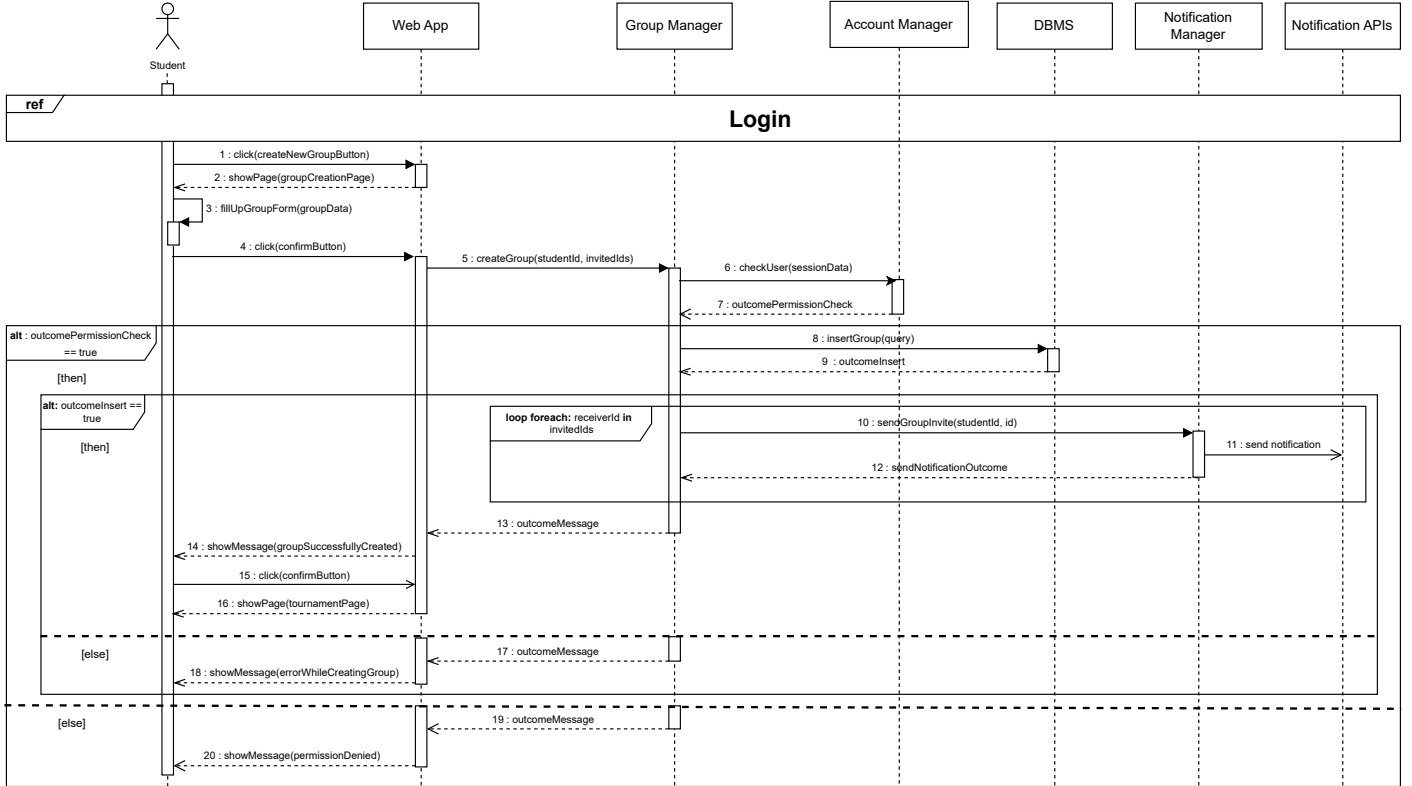 Student
Web App
Group Manager
Account Manager
DBMS
Notification
Manager
Notification APIs
ref
Login
1 : click(createNewGroupButton)
2 : showPage(groupCreationPage)
3 : fillUpGroupForm(groupData)
4 : click(confirmButton)
5 : createGroup(studentId, invitedIds)
6 : checkUser(sessionData)
7 : outcomePermissionCheck
alt : outcomePermissionCheck
== true
[then]
8 : insertGroup(query)
9 : outcomeInsert
alt: outcomeInsert ==
true
[then]
loop foreach: receiverId in
invitedIds
10 : sendGroupInvite(studentId, id)
11 : send notification
12 : sendNotificationOutcome
13 : outcomeMessage
14 : showMessage(groupSuccessfullyCreated)
15 : click(confirmButton)
16 : showPage(tournamentPage)
[else]
17 : outcomeMessage
18 : showMessage(errorWhileCreatingGroup)
[else]
19 : outcomeMessage
20 : showMessage(permissionDenied)